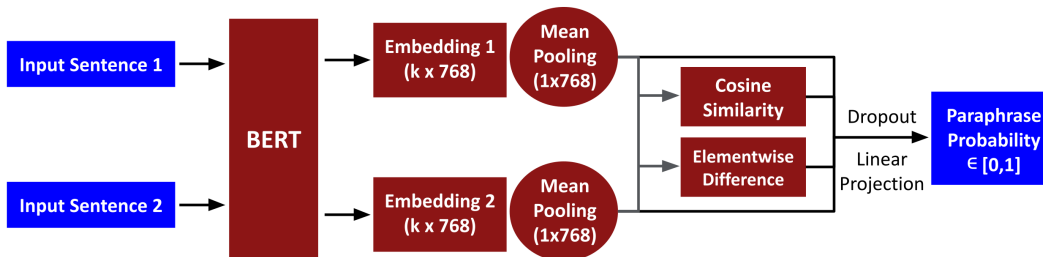 Input Sentence 1
Input Sentence 2
BERT
Embedding 1
(k x 768)
Mean
Pooling
(1x768)
Embedding 2
(k x 768)
Mean
Pooling
(1x768)
Cosine
Similarity
Elementwise
Difference
Dropout
Linear
Projection
Paraphrase
Probability
∈ [0,1]